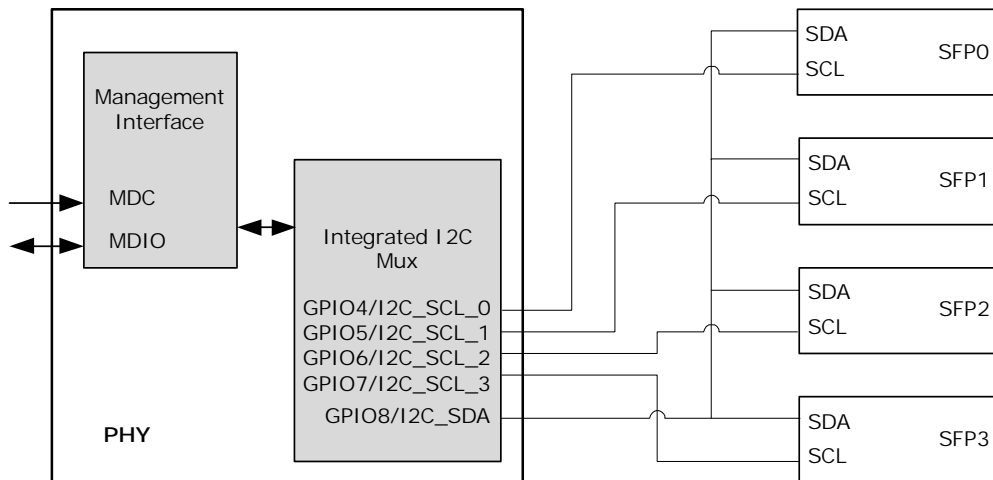 Management
Interface
MDC
MDIO
Integrated I2C
Mux
GPIO4/I2C_SCL_0
GPIO5/I2C_SCL_1
GPIO6/I2C_SCL_2
GPIO7/I2C_SCL_3
GPIO8/I2C_SDA
PHY
SDA
SFP0
SCL
SDA
SFP1
SCL
SDA
SFP2
SCL
SDA
SFP3
SCL